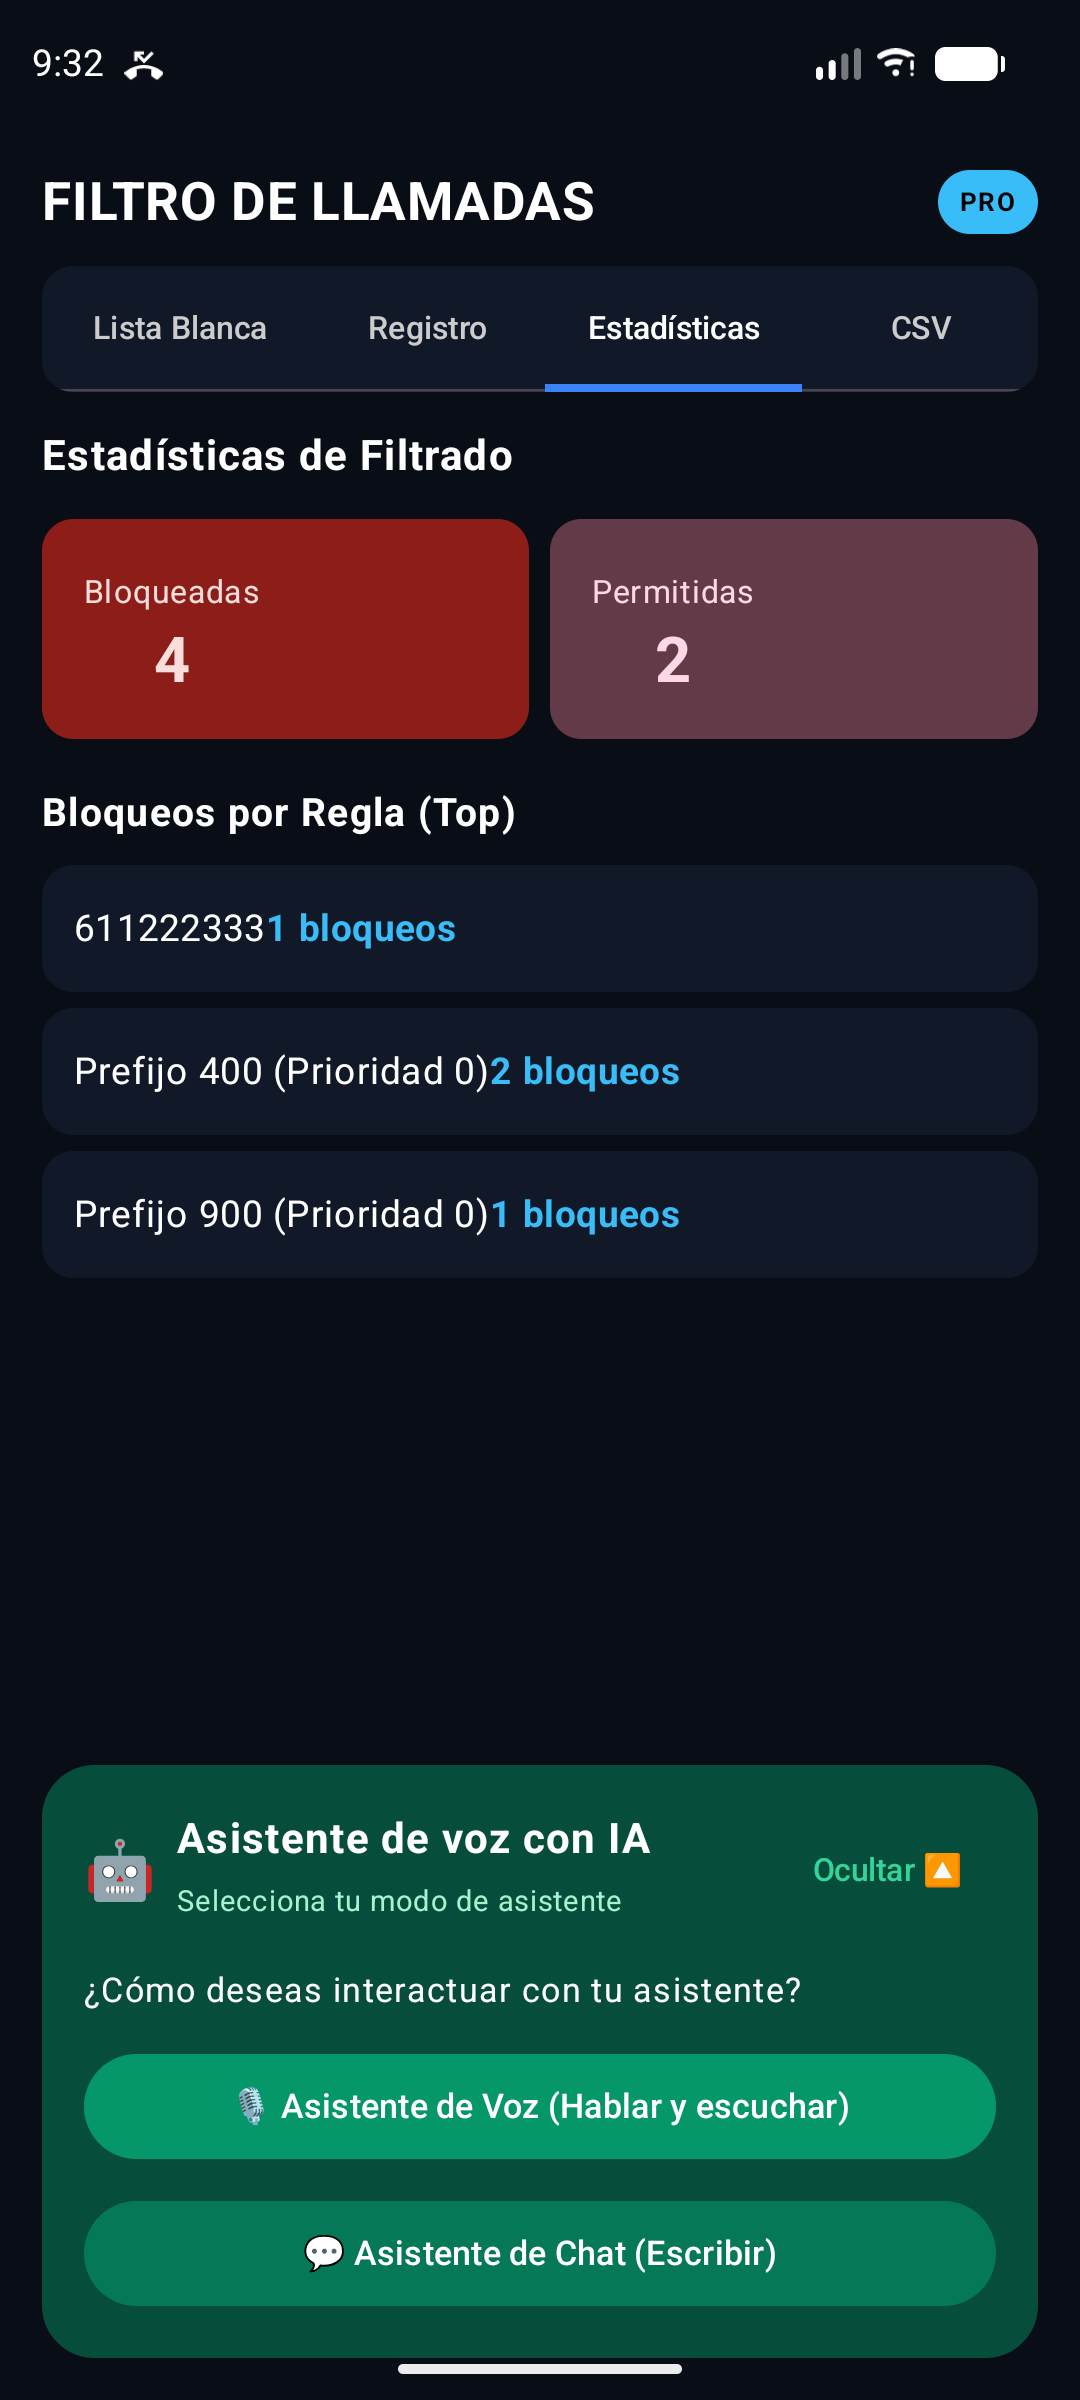 9:32
FILTRO DE LLAMADAS
PRO
Lista Blanca
Registro
Estadísticas
CSV
Estadísticas de Filtrado
Bloqueadas
4
Permitidas
2
Bloqueos por Regla (Top)
6112223331 bloqueos
Prefijo 400 (Prioridad 0)2 bloqueos
Prefijo 900 (Prioridad 0)1 bloqueos
Asistente de voz con IA
Selecciona tu modo de asistente
Ocultar
¿Cómo deseas interactuar con tu asistente?
Asistente de Voz (Hablar y escuchar)
Asistente de Chat (Escribir)